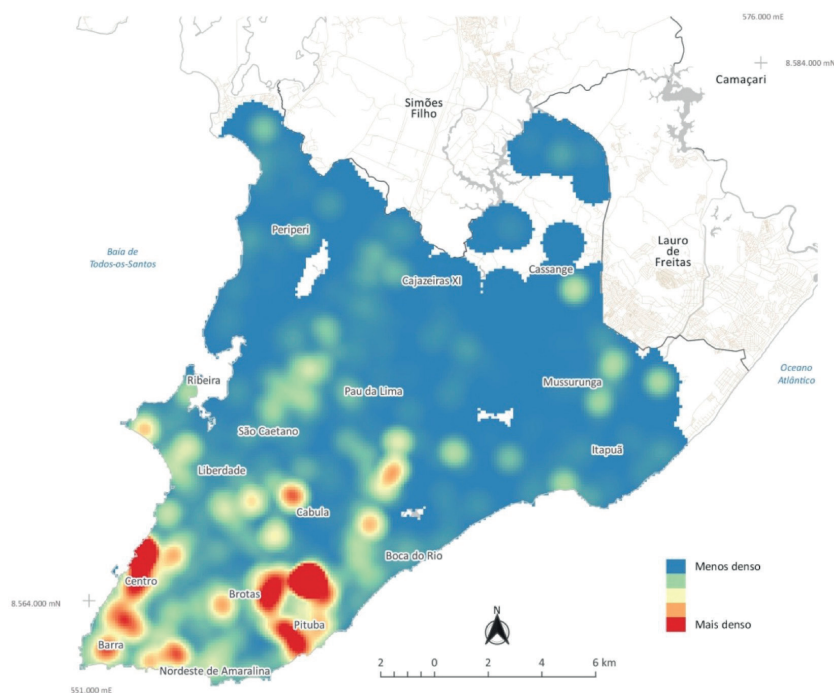 576.000 mE
8.584.000 mN
Camaçari
Simões
Filho
Periperi
Baia de
Todos-os-Santos
Lauro
de
Freitas
Cassange
Cajazeiras XI
Oceano
Atlântico
Ribeira
Mussurunga
Pau da Lima
São Caetano
Itapuã
Liberdade
Cabula
Boca do Rio
Menos denso
Centro
Brotas
8.564.000 mN
Mais denso
N
Pituba
Barra
Nordeste de Amaralina
2 0 2 4 6 km
551.000 mE